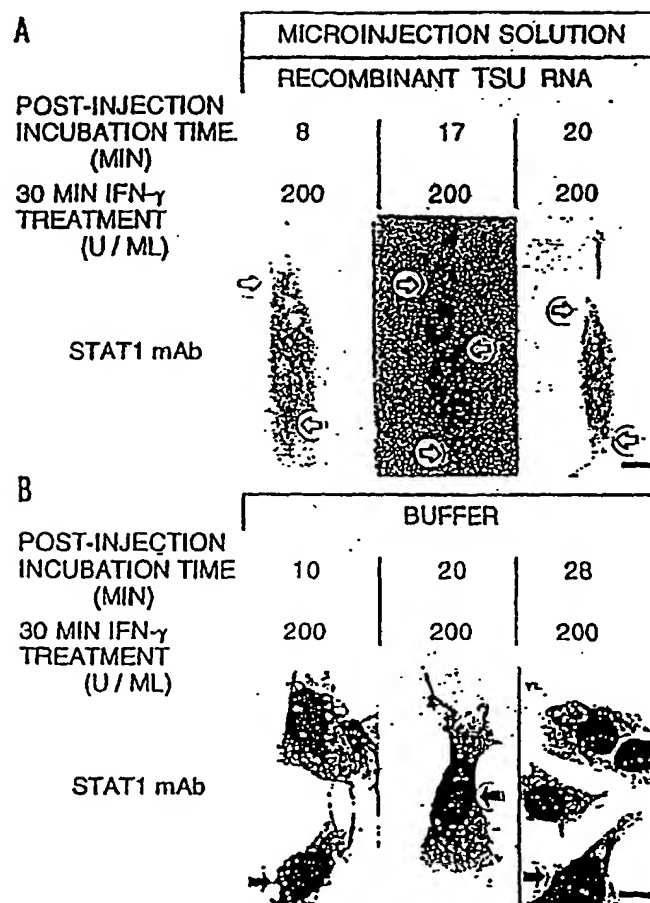 A
MICROINJECTION SOLUTION
RECOMBINANT TSU RNA
POST-INJECTION
INCUBATION TIME 8 17 20
(MIN)
30 MIN IFN-γ 200 200 200
TREATMENT
(U / ML)
STAT1 mAb
B
BUFFER
POST-INJECTION
INCUBATION TIME 10 20 28
(MIN)
30 MIN IFN-γ 200 200 200
TREATMENT
(U / ML)
STAT1 mAb